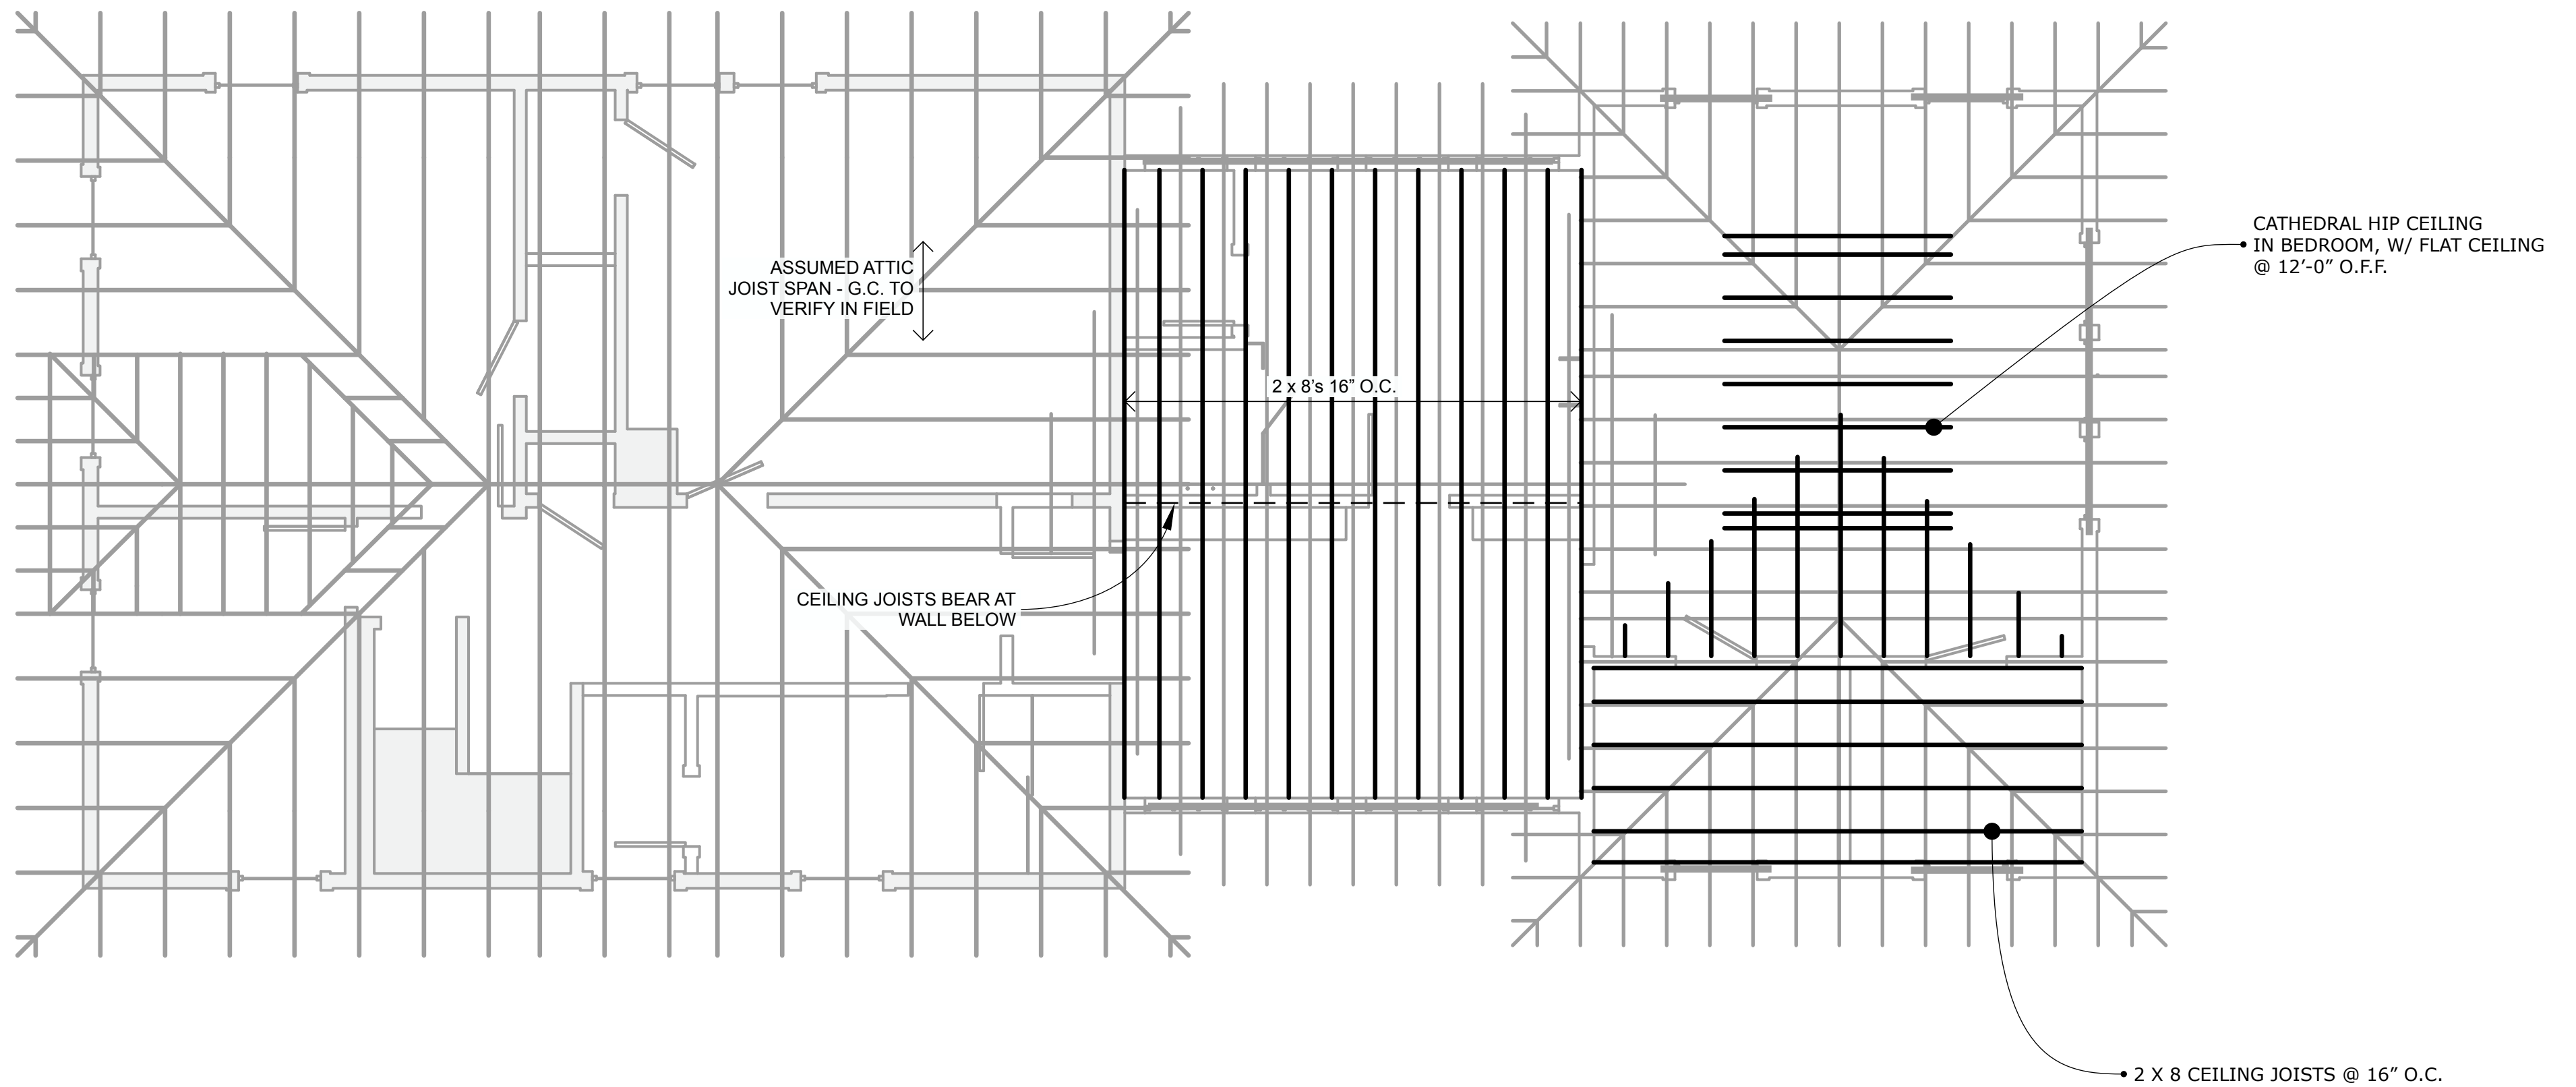 CATHEDRAL HIP CEILING
IN BEDROOM, W/ FLAT CEILING
@ 12’-0” O.F.F.
ASSUMED ATTIC
JOIST SPAN - G.C. TO
VERIFY IN FIELD
2 x 8’s 16” O.C.
CEILING JOISTS BEAR AT
WALL BELOW
2 X 8 CEILING JOISTS @ 16” O.C.